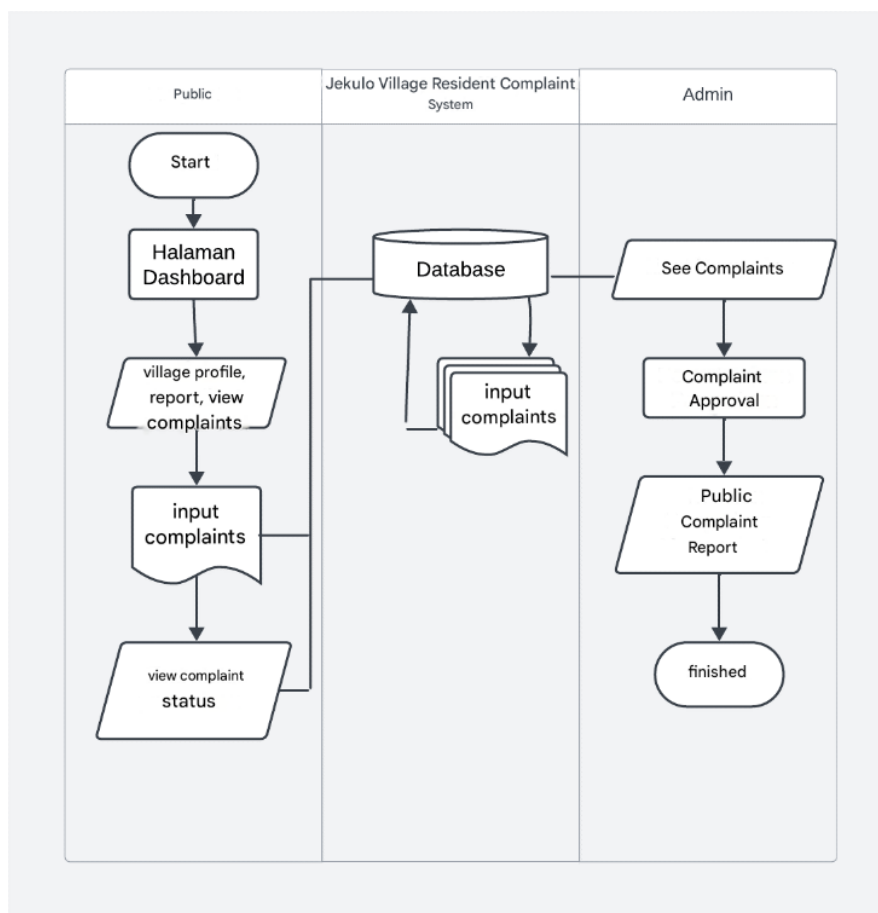 Public
Jekulo Village Resident Complaint
System
Admin
Start
Halaman
Dashboard
village profile,
report, view
complaints
input
complaints
view complaint
status
Database
input
complaints
See Complaints
Complaint
Approval
Public
Complaint
Report
finished